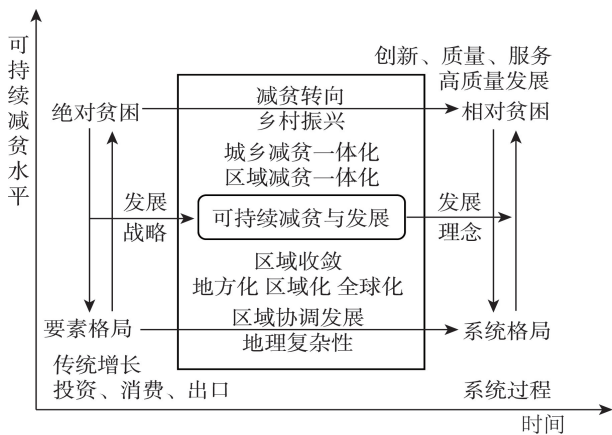 可持续减贫水平
创新、质量、服务
高质量发展
绝对贫困
减贫转向
乡村振兴
相对贫困
城乡减贫一体化
区域减贫一体化
发展
战略
可持续减贫与发展
发展
理念
区域收敛
地方化 区域化 全球化
要素格局
区域协调发展
地理复杂性
系统格局
传统增长
投资、消费、出口
系统过程
时间